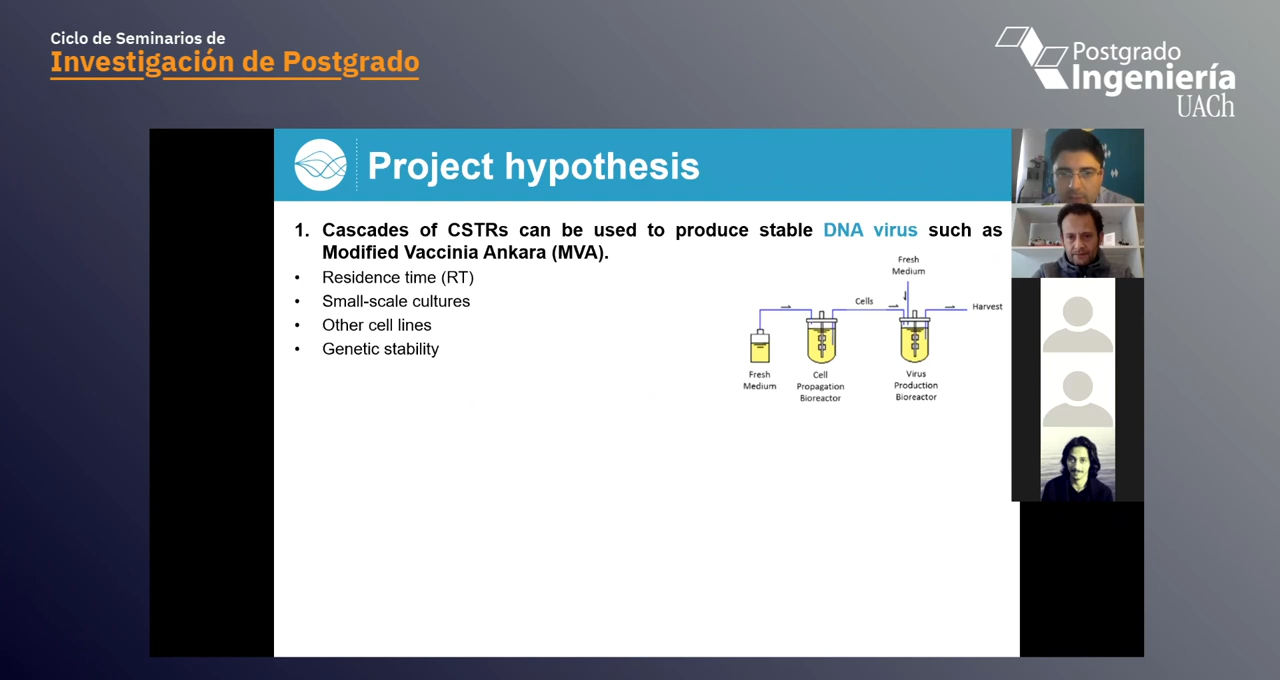 Ciclo de Seminarios de
Investigación de Postgrado
Postgrado
Ingeniería
UACh
Project hypothesis
1. Cascades of CSTRs can be used to produce stable DNA virus such as
Modified Vaccinia Ankara (MVA).
• Residence time (RT)
• Small-scale cultures
• Other cell lines
• Genetic stability
Fresh
Medium
Cells
Harvest
Fresh
Medium
Cell
Propagation
Bioreactor
Virus
Production
Bioreactor